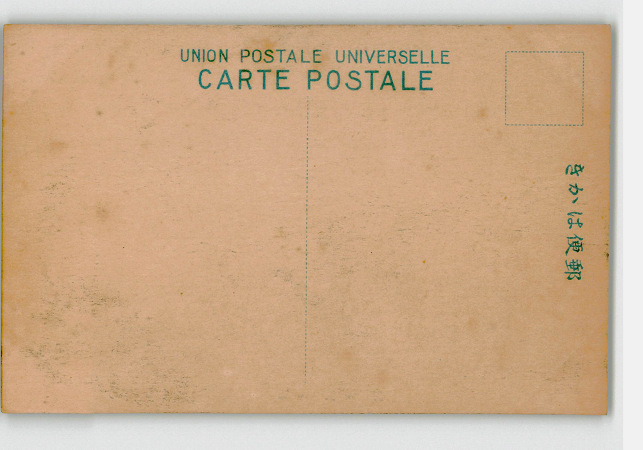 UNION POSTALE UNIVERSELLE
CARTE POSTALE
きかは便郵